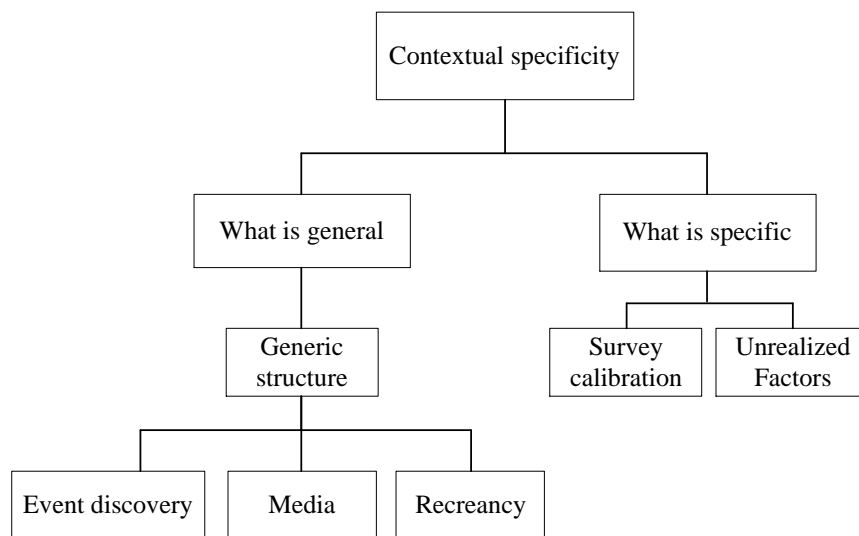 Contextual specificity
What is general
What is specific
Generic
structure
Survey
calibration
Unrealized
Factors
Event discovery
Media
Recreancy